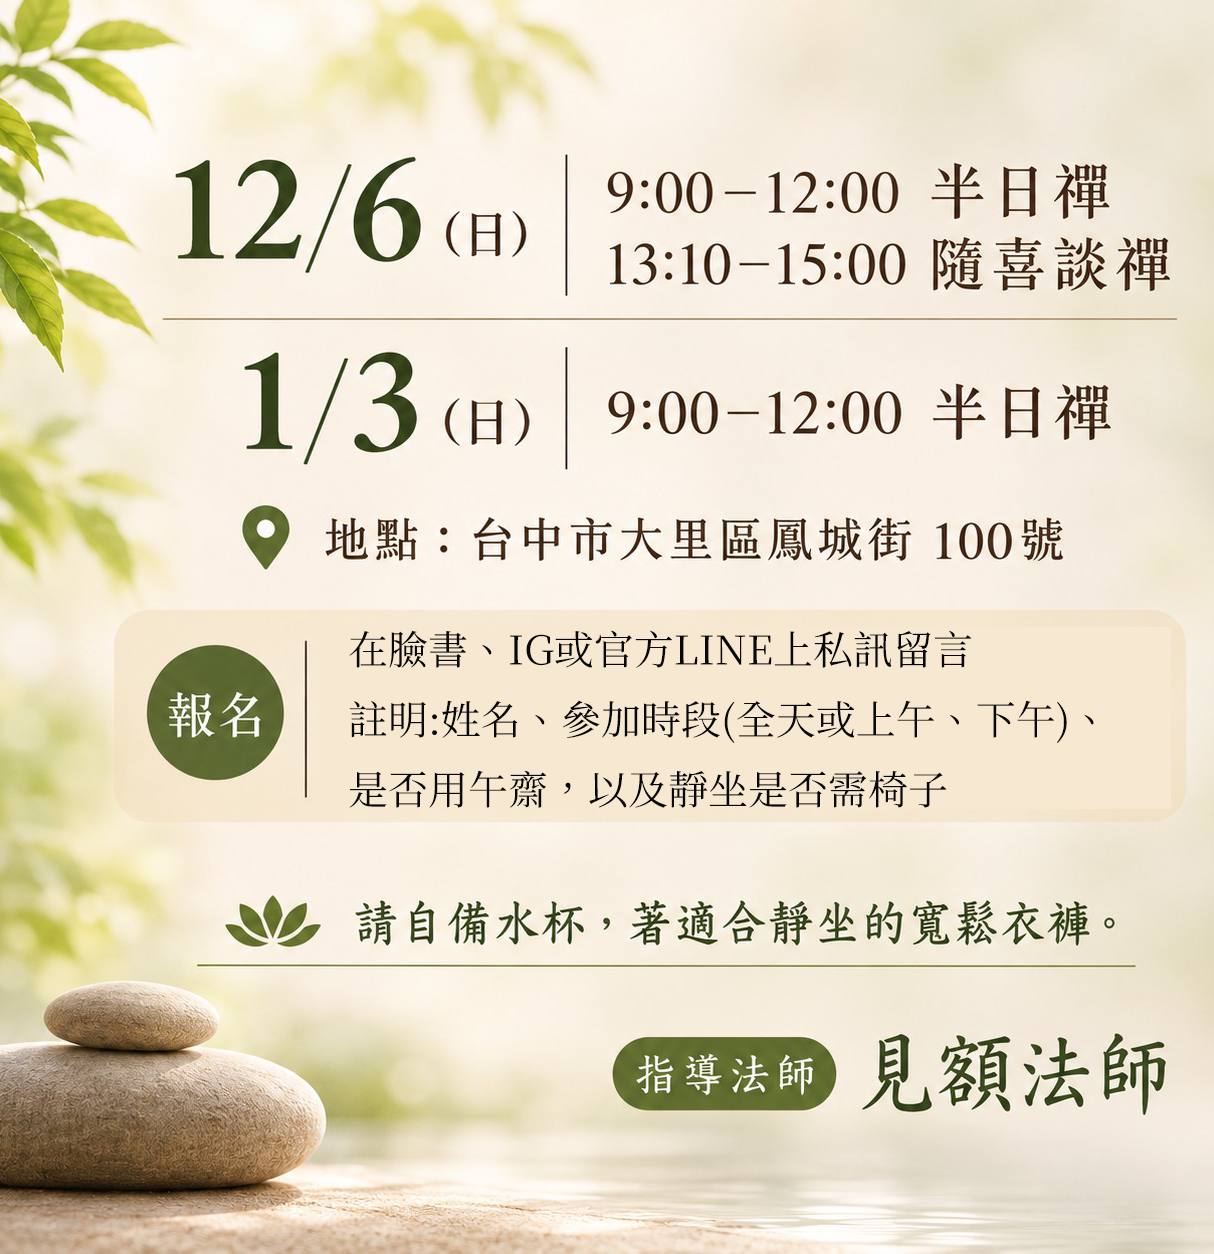 12/6 (日)
9:00–12:00 半日禪
13:10–15:00 隨喜談禪
1/3 (日)
9:00–12:00 半日禪
地點：台中市大里區鳳城街 100號
報名
在臉書、IG或官方LINE上私訊留言
註明:姓名、參加時段(全天或上午、下午)、
是否用午齋，以及靜坐是否需椅子
請自備水杯，著適合靜坐的寬鬆衣褲。
指導法師 見額法師